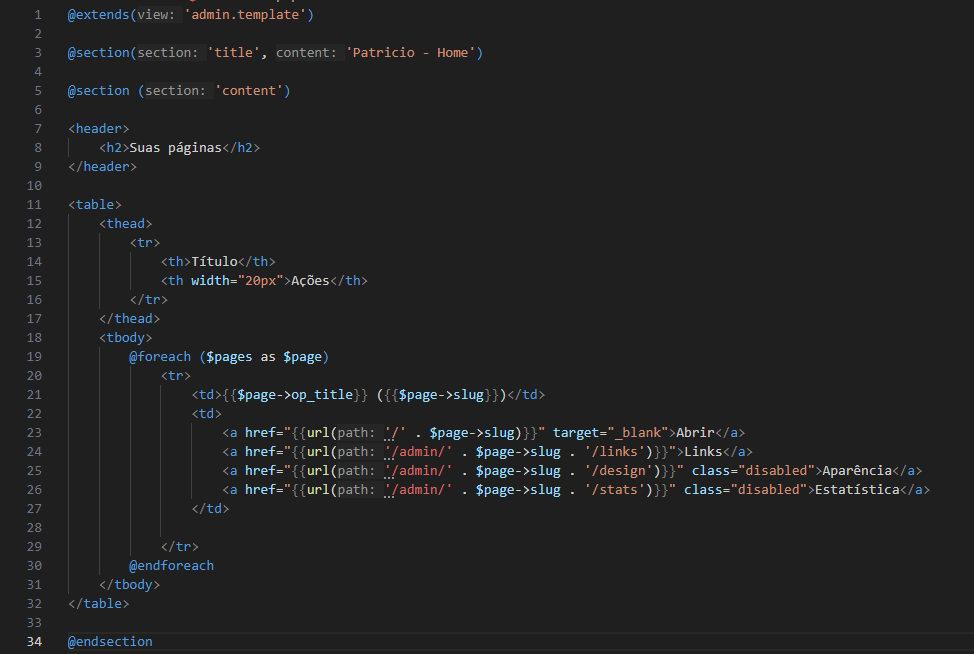 1 @extends(view: 'admin.template')
2
3 @section(section: 'title', content: 'Patricio - Home')
4
5 @section (section: 'content')
6
7 <header>
8     <h2>Suas páginas</h2>
9 </header>
10
11 <table>
12     <thead>
13         <tr>
14             <th>Título</th>
15             <th width="20px">Ações</th>
16         </tr>
17     </thead>
18     <tbody>
19         @foreach ($pages as $page)
20             <tr>
21                 <td>{{$page->op_title}} ({{$page->slug}})</td>
22                 <td>
23                     <a href="{{url(path: '/' . $page->slug)}}" target="_blank">Abrir</a>
24                     <a href="{{url(path: '/admin/' . $page->slug . '/links')}}">Links</a>
25                     <a href="{{url(path: '/admin/' . $page->slug . '/design')}}" class="disabled">Aparência</a>
26                     <a href="{{url(path: '/admin/' . $page->slug . '/stats')}}" class="disabled">Estatística</a>
27                 </td>
28
29             </tr>
30         @endforeach
31     </tbody>
32 </table>
33
34 @endsection